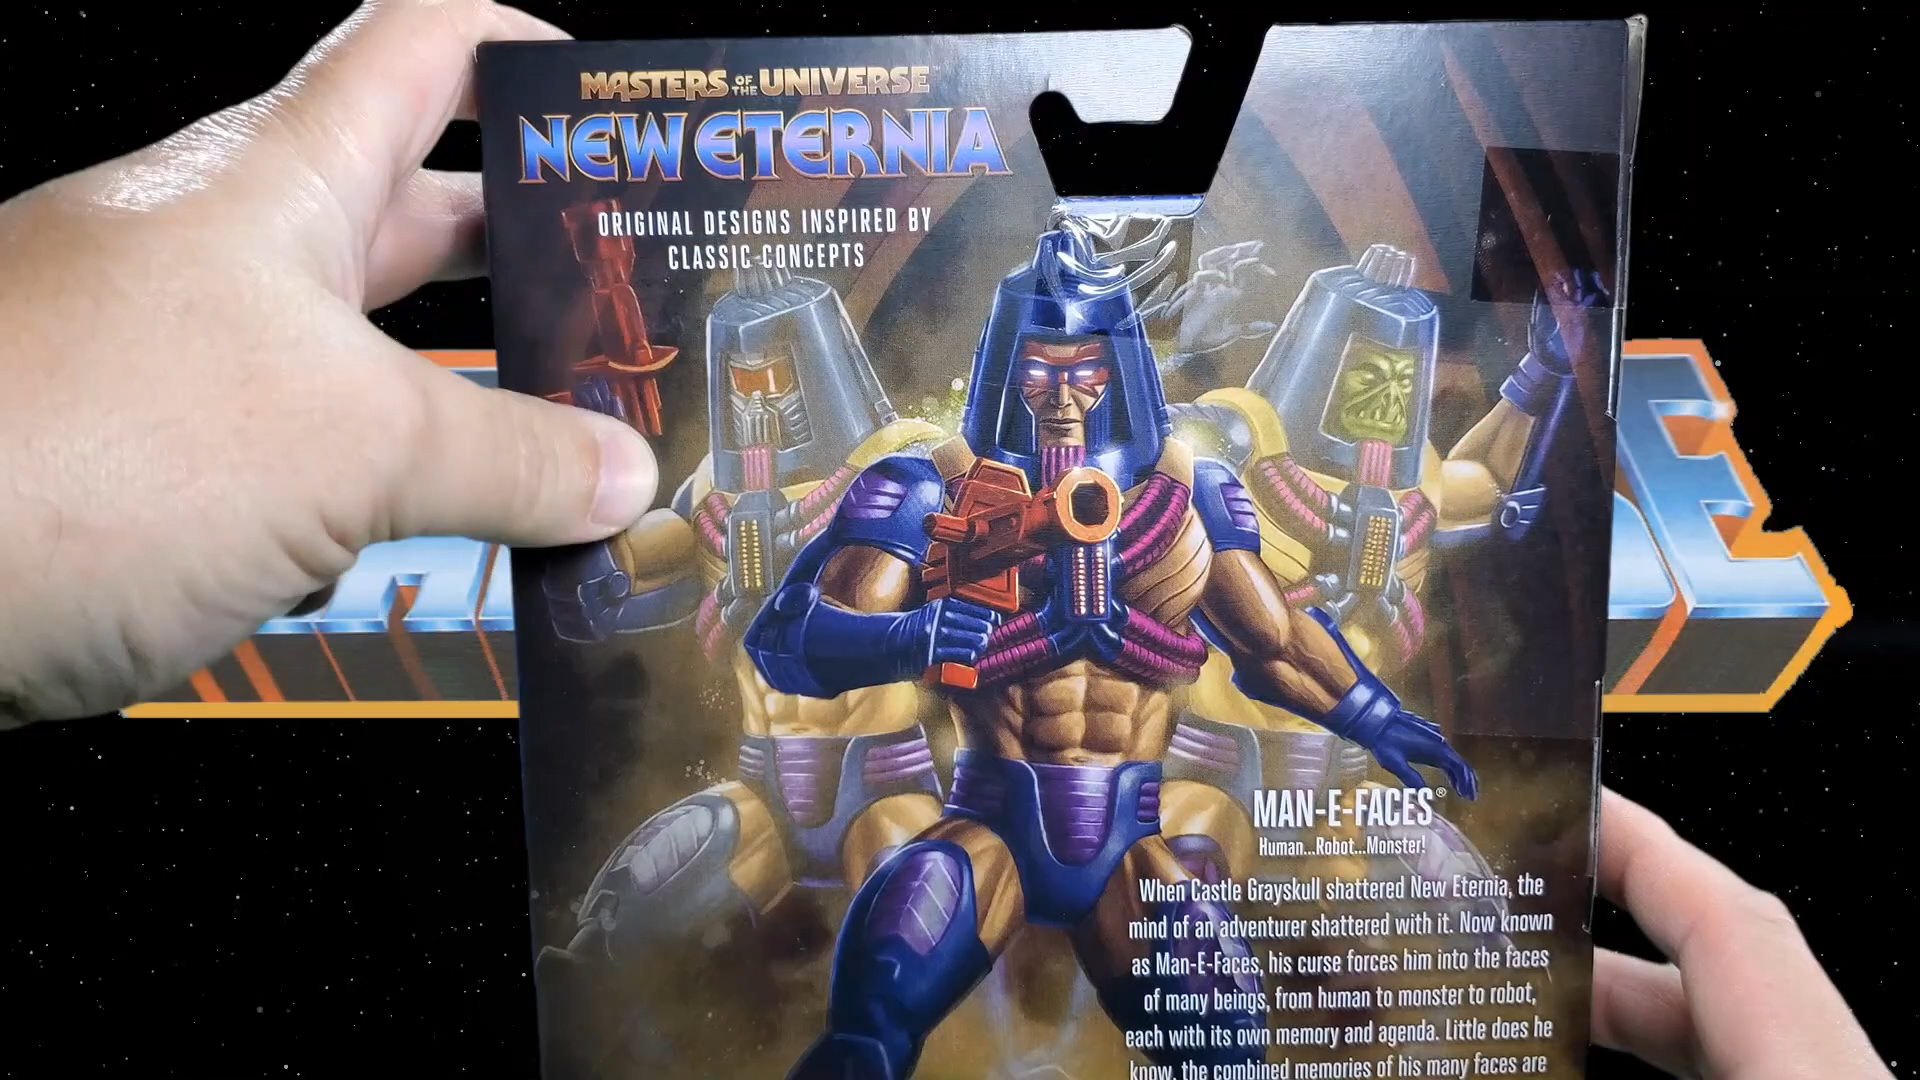 MASTERS OF THE UNIVERSE™
NEW ETERNIA
ORIGINAL DESIGNS INSPIRED BY
CLASSIC CONCEPTS
MAN-E-FACES®
Human...Robot...Monster!
When Castle Grayskull shattered New Eternia, the
mind of an adventurer shattered with it. Now known
as Man-E-Faces, his curse forces him into the faces
of many beings, from human to monster to robot,
each with its own memory and agenda. Little does he
know, the combined memories of his many faces are